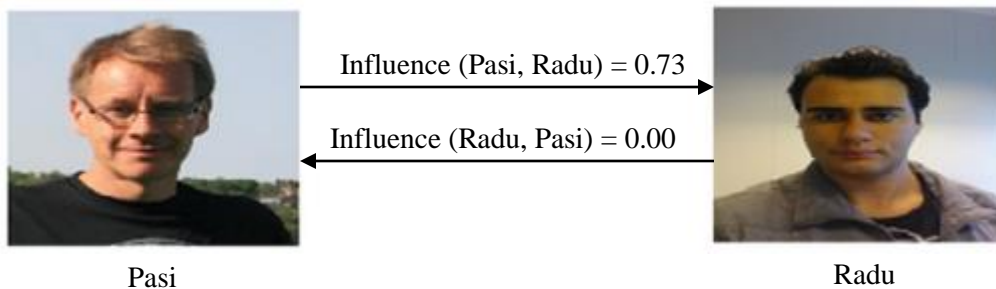 Influence (Pasi, Radu) = 0.73
Influence (Radu, Pasi) = 0.00
Pasi
Radu